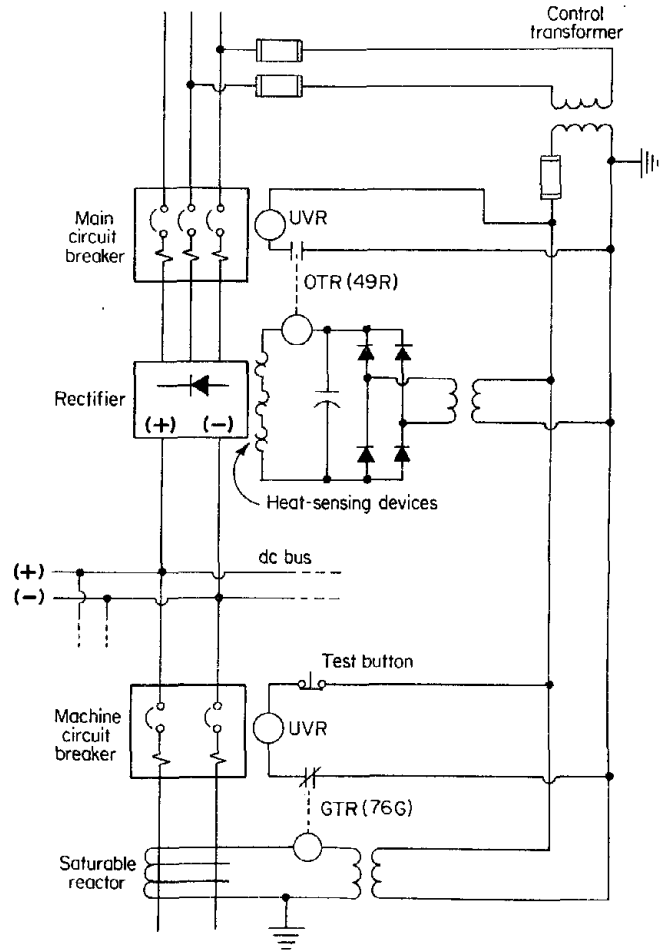 Control
transformer
Main
circuit
breaker
UVR
OTR (49R)
Rectifier
(+) (-)
Heat-sensing devices
(+)
dc bus
(-)
Test button
Machine
circuit
breaker
UVR
GTR (76G)
Saturable
reactor